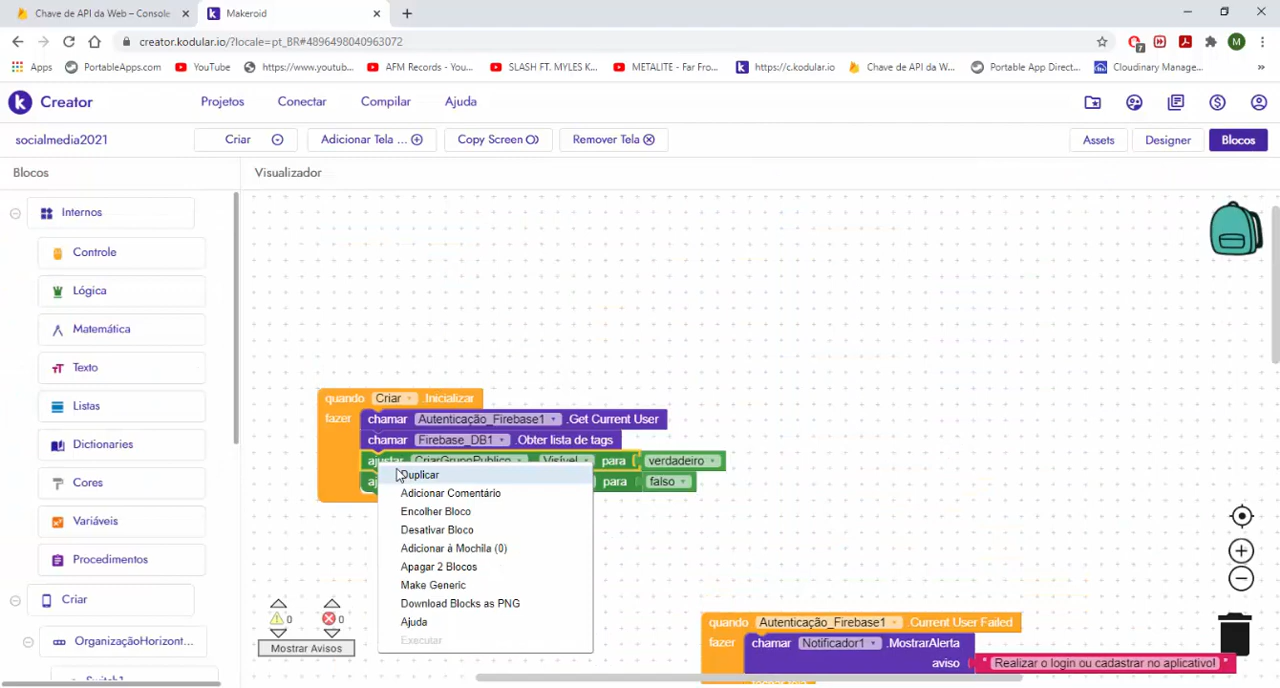 Chave de API da Web – Console
Makeroid
creator.kodular.io/?locale=pt_BR#4896498040963072
7
M
Apps
PortableApps.com
YouTube
https://www.youtub...
AFM Records - You...
SLASH FT. MYLES K...
METALITE - Far Fro...
https://c.kodular.io
Chave de API da W...
Portable App Direct...
Cloudinary Manage...
»
Creator
Projetos
Conectar
Compilar
Ajuda
socialmedia2021
Criar
Adicionar Tela ...
Copy Screen
Remover Tela
Assets
Designer
Blocos
Blocos
Visualizador
Internos
Controle
Lógica
Matemática
Texto
Listas
Dictionaries
Cores
Variáveis
Procedimentos
Criar
OrganizaçãoHorizont...
Switch1
quando Criar .Inicializar
fazer chamar Autenticação_Firebase1 .Get Current User
chamar Firebase_DB1 .Obter lista de tags
ajustar CriarGrupoPublico . Visível para verdadeiro
para falso
Duplicar
Adicionar Comentário
Encolher Bloco
Desativar Bloco
Adicionar à Mochila (0)
Apagar 2 Blocos
Make Generic
Download Blocks as PNG
Ajuda
Executar
0
0
Mostrar Avisos
quando Autenticação_Firebase1 .Current User Failed
fazer chamar Notificador1 .MostrarAlerta
aviso " Realizar o login ou cadastrar no aplicativo! "